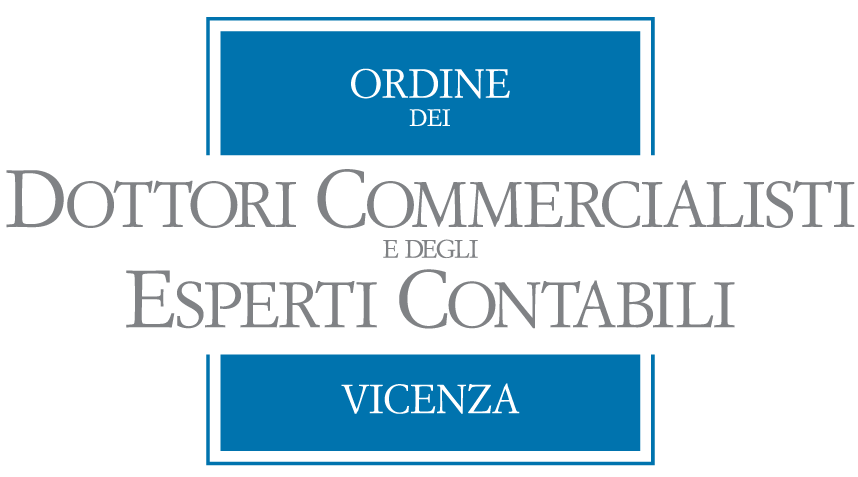 ORDINE
DEI
DOTTORI COMMERCIALISTI
E DEGLI
ESPERTI CONTABILI
VICENZA